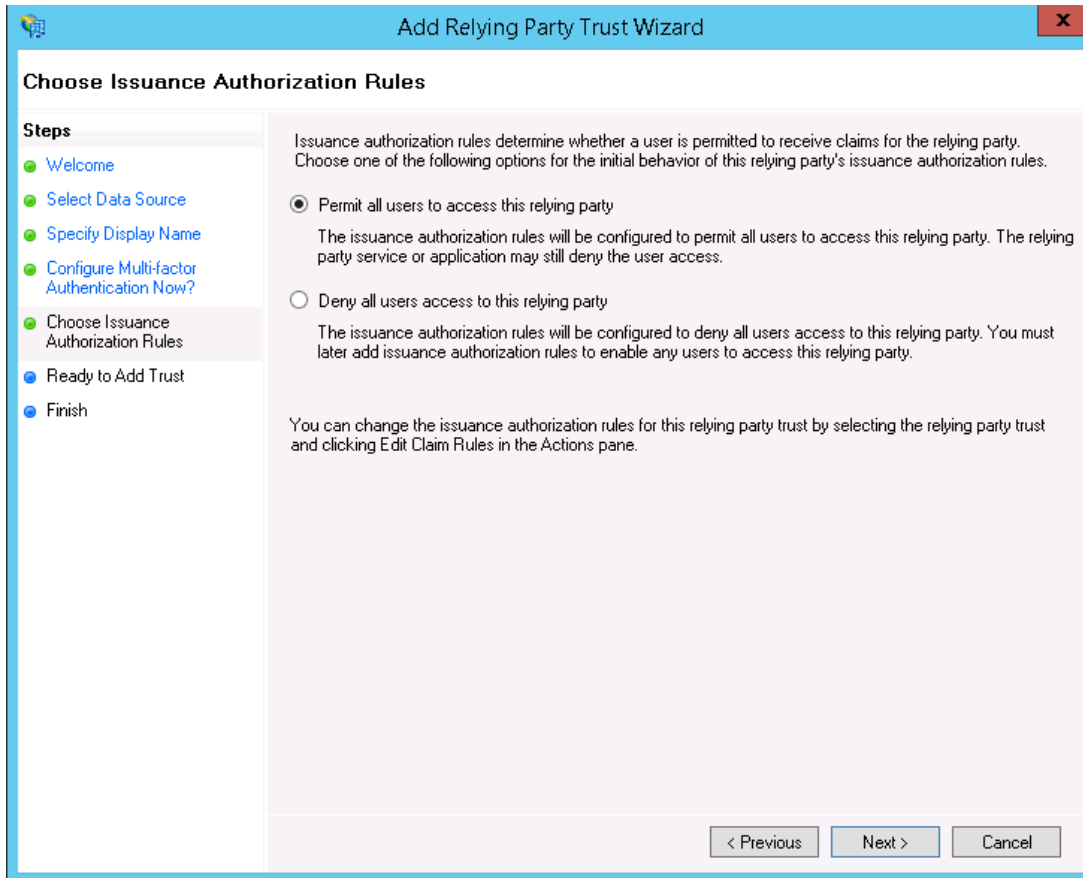 Add Relying Party Trust Wizard
x
Choose Issuance Authorization Rules
Steps
Welcome
Select Data Source
Specify Display Name
Configure Multi-factor
Authentication Now?
Choose Issuance
Authorization Rules
Ready to Add Trust
Finish
Issuance authorization rules determine whether a user is permitted to receive claims for the relying party.
Choose one of the following options for the initial behavior of this relying party's issuance authorization rules.
Permit all users to access this relying party
The issuance authorization rules will be configured to permit all users to access this relying party. The relying
party service or application may still deny the user access.
Deny all users access to this relying party
The issuance authorization rules will be configured to deny all users access to this relying party. You must
later add issuance authorization rules to enable any users to access this relying party.
You can change the issuance authorization rules for this relying party trust by selecting the relying party trust
and clicking Edit Claim Rules in the Actions pane.
< Previous
Next >
Cancel